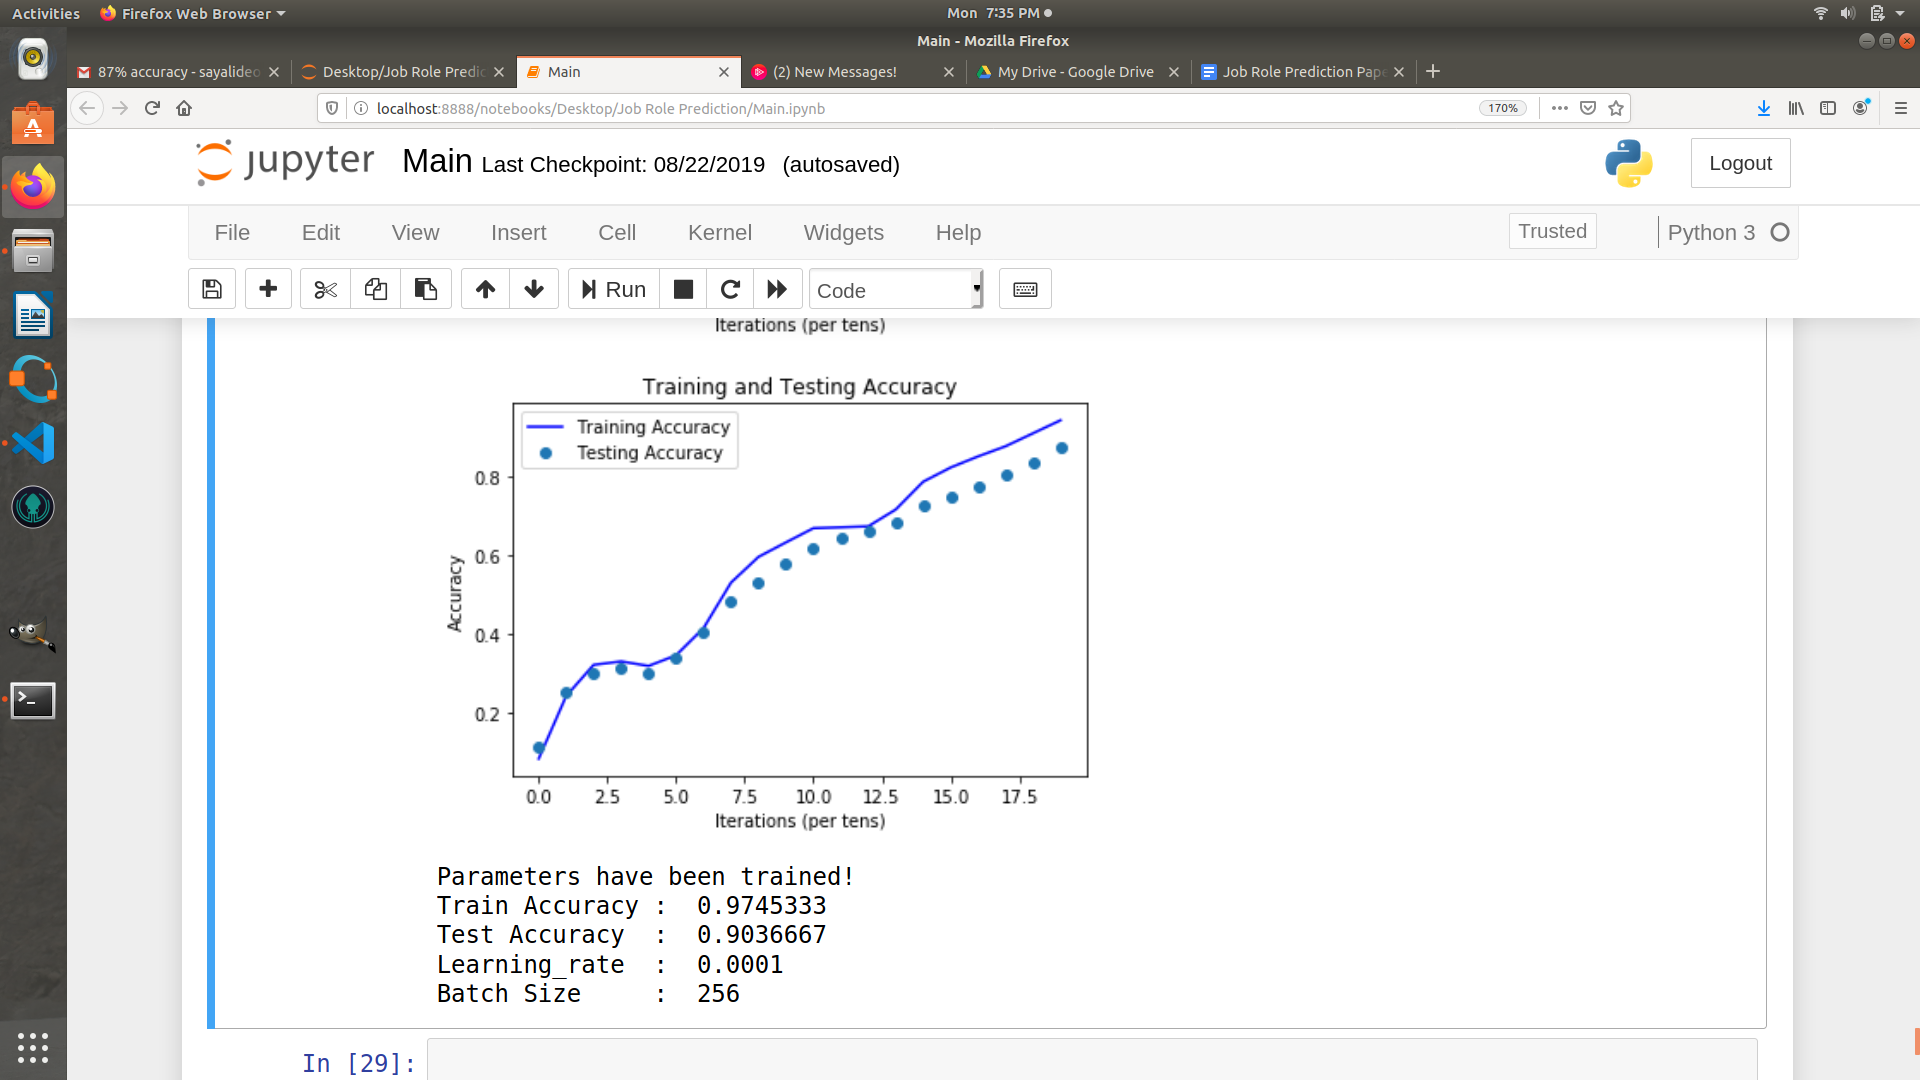 Activities Firefox Web Browser Mon 7:35 PM
Main - Mozilla Firefox
87% accuracy - sayalideo Desktop/Job Role Predic Main (2) New Messages! My Drive - Google Drive Job Role Prediction Pape
localhost:8888/notebooks/Desktop/Job Role Prediction/Main.ipynb 170%
jupyter Main Last Checkpoint: 08/22/2019 (autosaved) Logout
File Edit View Insert Cell Kernel Widgets Help Trusted Python 3
Run Code
Iterations (per tens)
Training and Testing Accuracy
Training Accuracy
Testing Accuracy
0.8
0.6
0.4
0.2
Accuracy
0.0 2.5 5.0 7.5 10.0 12.5 15.0 17.5
Iterations (per tens)
Parameters have been trained!
Train Accuracy : 0.9745333
Test Accuracy : 0.9036667
Learning_rate : 0.0001
Batch Size : 256
In [29]: